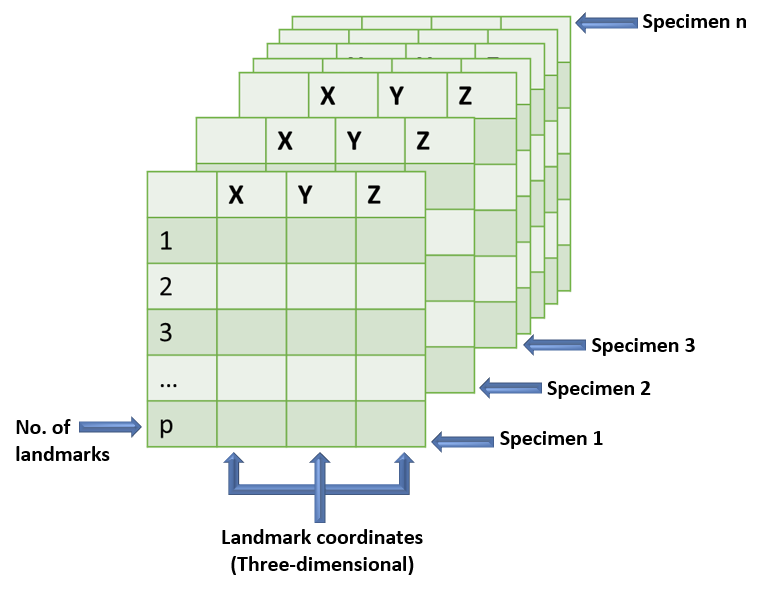 Specimen n
X Y Z
X Y Z
X Y Z
1
2
3
...
p
Specimen 3
Specimen 2
Specimen 1
No. of
landmarks
Landmark coordinates
(Three-dimensional)